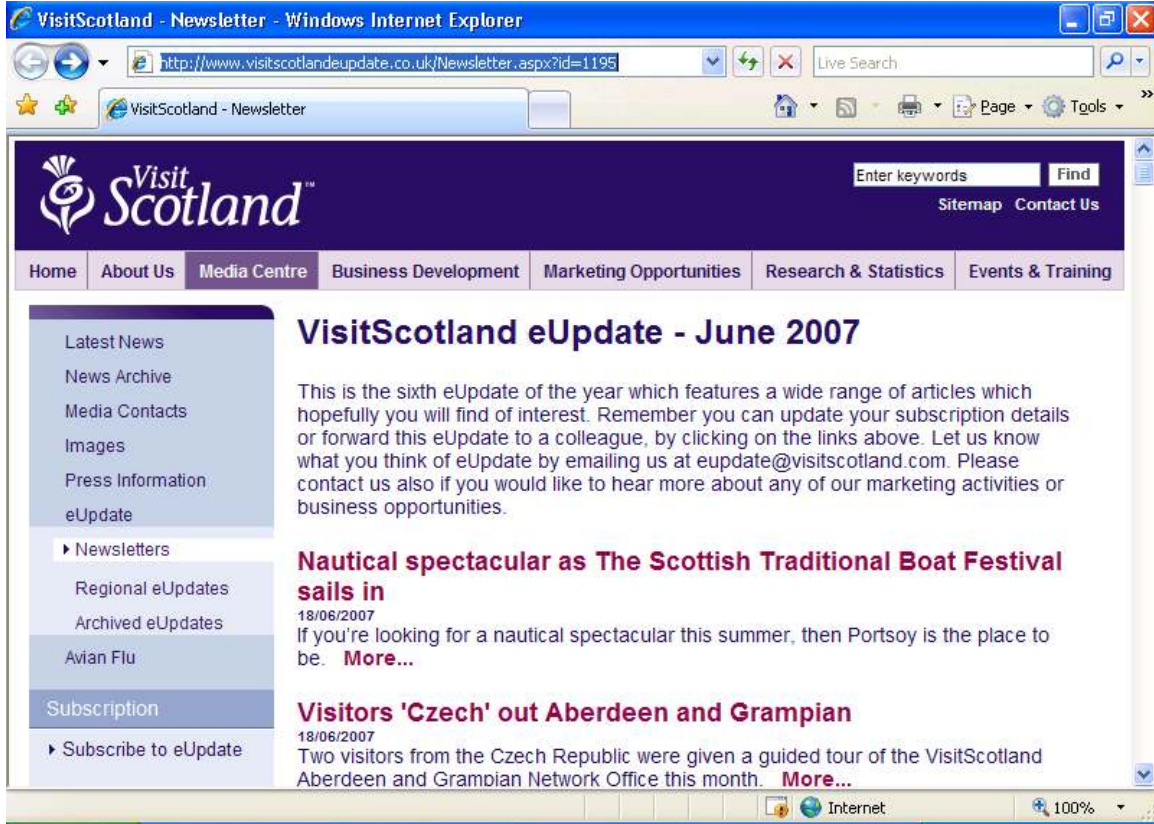 VisitScotland - Newsletter - Windows Internet Explorer
http://www.visitscotlandeupdate.co.uk/Newsletter.aspx?id=1195
Live Search
VisitScotland - Newsletter
Page
Tools
»
Visit
Scotland™
Enter keywords
Find
Sitemap Contact Us
Home About Us Media Centre Business Development Marketing Opportunities Research & Statistics Events & Training
Latest News
News Archive
Media Contacts
Images
Press Information
eUpdate
Newsletters
Regional eUpdates
Archived eUpdates
Avian Flu
Subscription
Subscribe to eUpdate
VisitScotland eUpdate - June 2007
This is the sixth eUpdate of the year which features a wide range of articles which
hopefully you will find of interest. Remember you can update your subscription details
or forward this eUpdate to a colleague, by clicking on the links above. Let us know
what you think of eUpdate by emailing us at eupdate@visitscotland.com. Please
contact us also if you would like to hear more about any of our marketing activities or
business opportunities.
Nautical spectacular as The Scottish Traditional Boat Festival
sails in
18/06/2007
If you're looking for a nautical spectacular this summer, then Portsoy is the place to
be. More...
Visitors 'Czech' out Aberdeen and Grampian
18/06/2007
Two visitors from the Czech Republic were given a guided tour of the VisitScotland
Aberdeen and Grampian Network Office this month. More...
Internet
100%